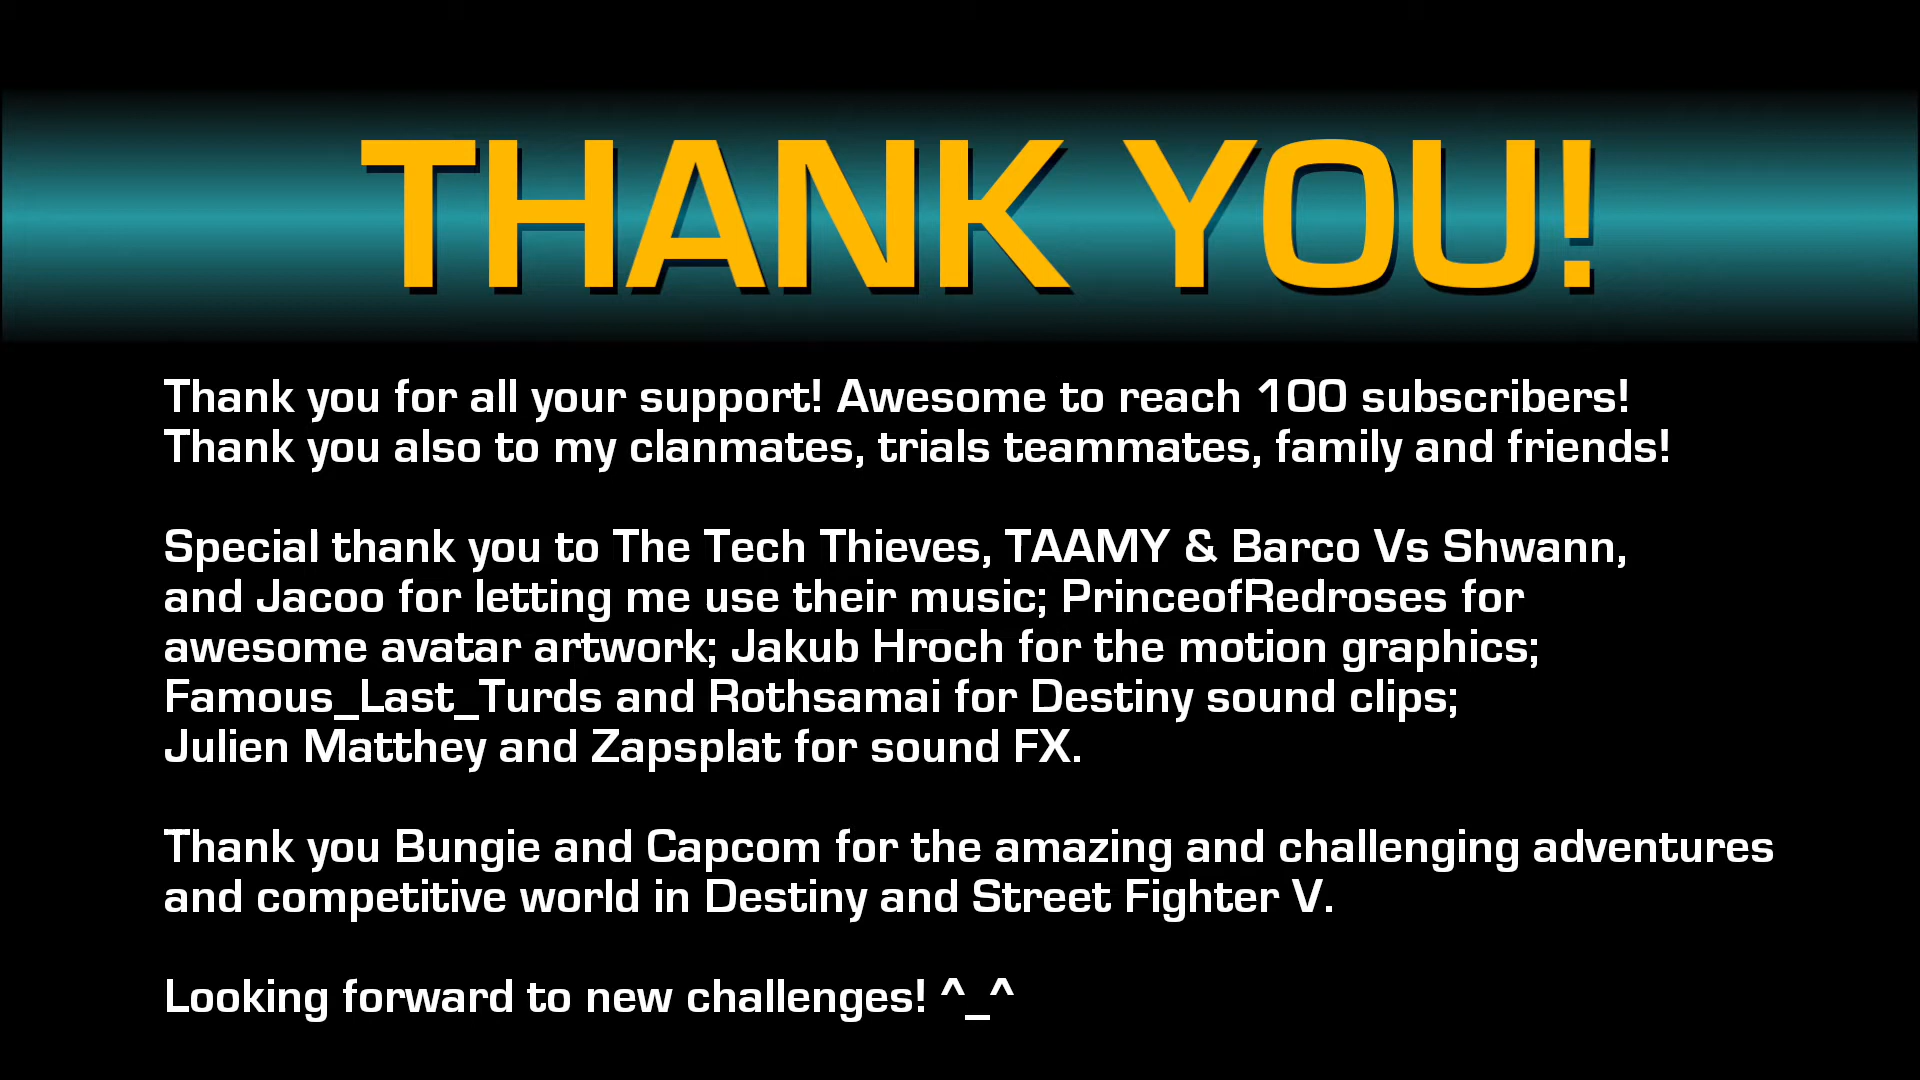 THANK YOU!
Thank you for all your support! Awesome to reach 100 subscribers!
Thank you also to my clanmates, trials teammates, family and friends!
Special thank you to The Tech Thieves, TAAMY & Barco Vs Shwann,
and Jacoo for letting me use their music; PrinceofRedroses for
awesome avatar artwork; Jakub Hroch for the motion graphics;
Famous_Last_Turds and Rothsamai for Destiny sound clips;
Julien Matthey and Zapsplat for sound FX.
Thank you Bungie and Capcom for the amazing and challenging adventures
and competitive world in Destiny and Street Fighter V.
Looking forward to new challenges! ^_^